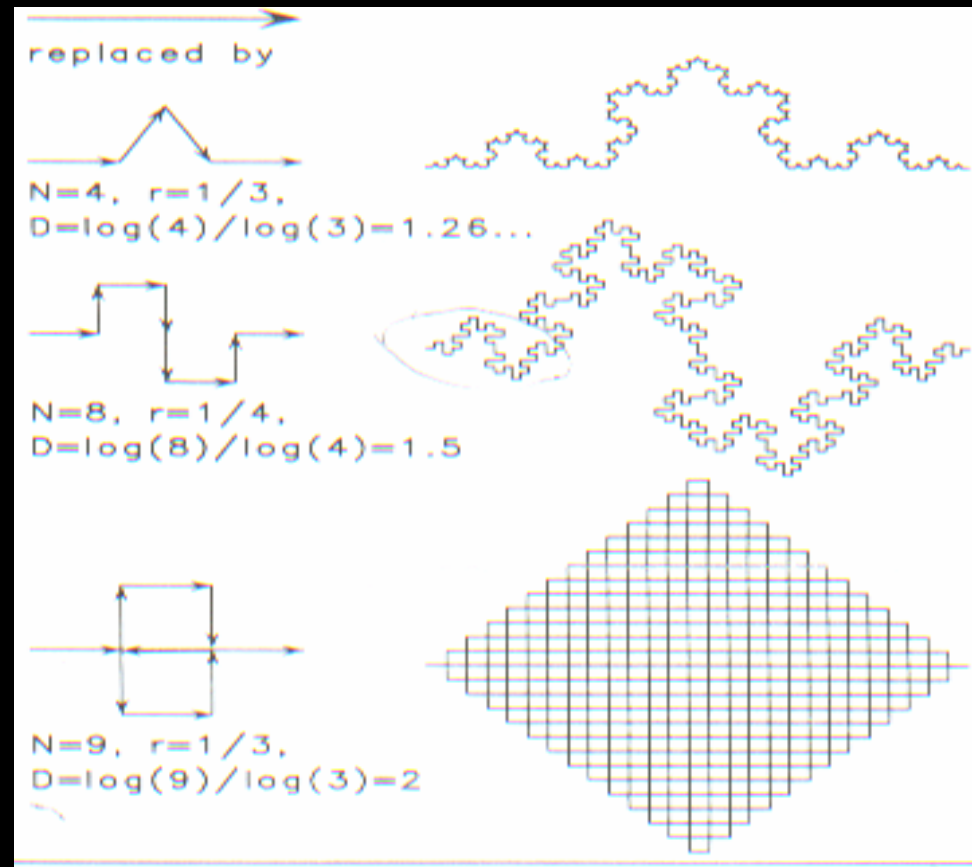 replaced by
N=4, r=1/3,
D=log(4)/log(3)=1.26...
N=8, r=1/4,
D=log(8)/log(4)=1.5
N=9, r=1/3,
D=log(9)/log(3)=2